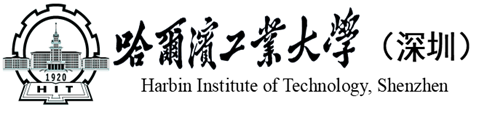 1920
HIT
哈爾濱工業大學（深圳）
Harbin Institute of Technology, Shenzhen